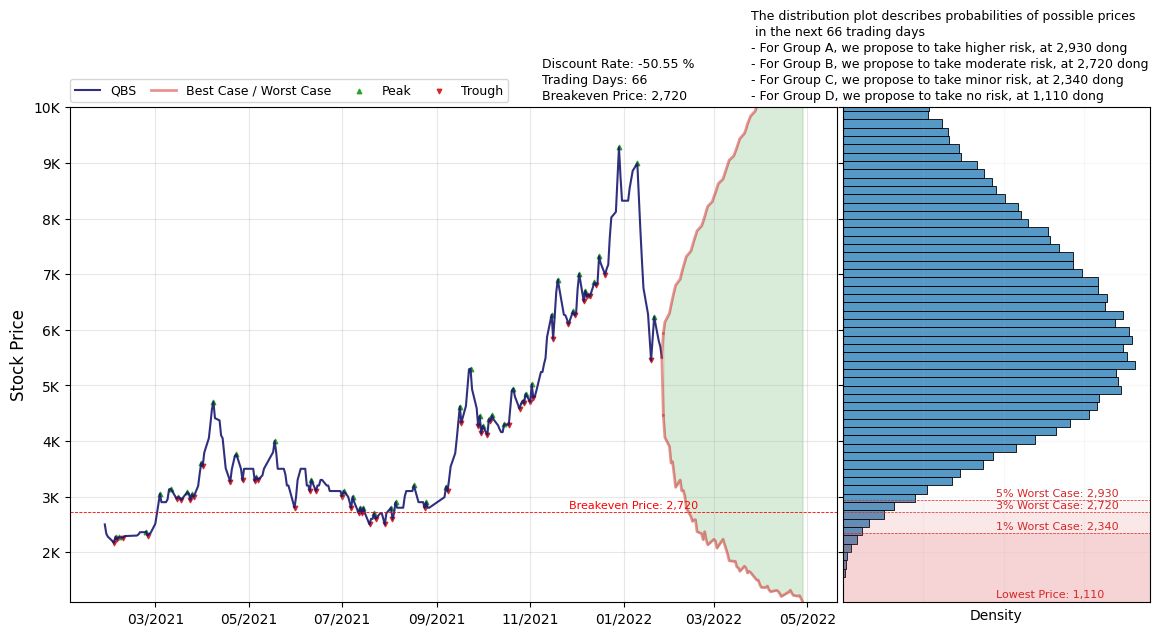 The distribution plot describes probabilities of possible prices
in the next 66 trading days
- For Group A, we propose to take higher risk, at 2,930 dong
- For Group B, we propose to take moderate risk, at 2,720 dong
- For Group C, we propose to take minor risk, at 2,340 dong
- For Group D, we propose to take no risk, at 1,110 dong
Discount Rate: -50.55 %
Trading Days: 66
Breakeven Price: 2,720
QBS
Best Case / Worst Case
Peak
Trough
Stock Price
10K
9K
8K
7K
6K
5K
4K
3K
2K
Breakeven Price: 2,720
03/2021
05/2021
07/2021
09/2021
11/2021
01/2022
03/2022
05/2022
5% Worst Case: 2,930
3% Worst Case: 2,720
1% Worst Case: 2,340
Lowest Price: 1,110
Density